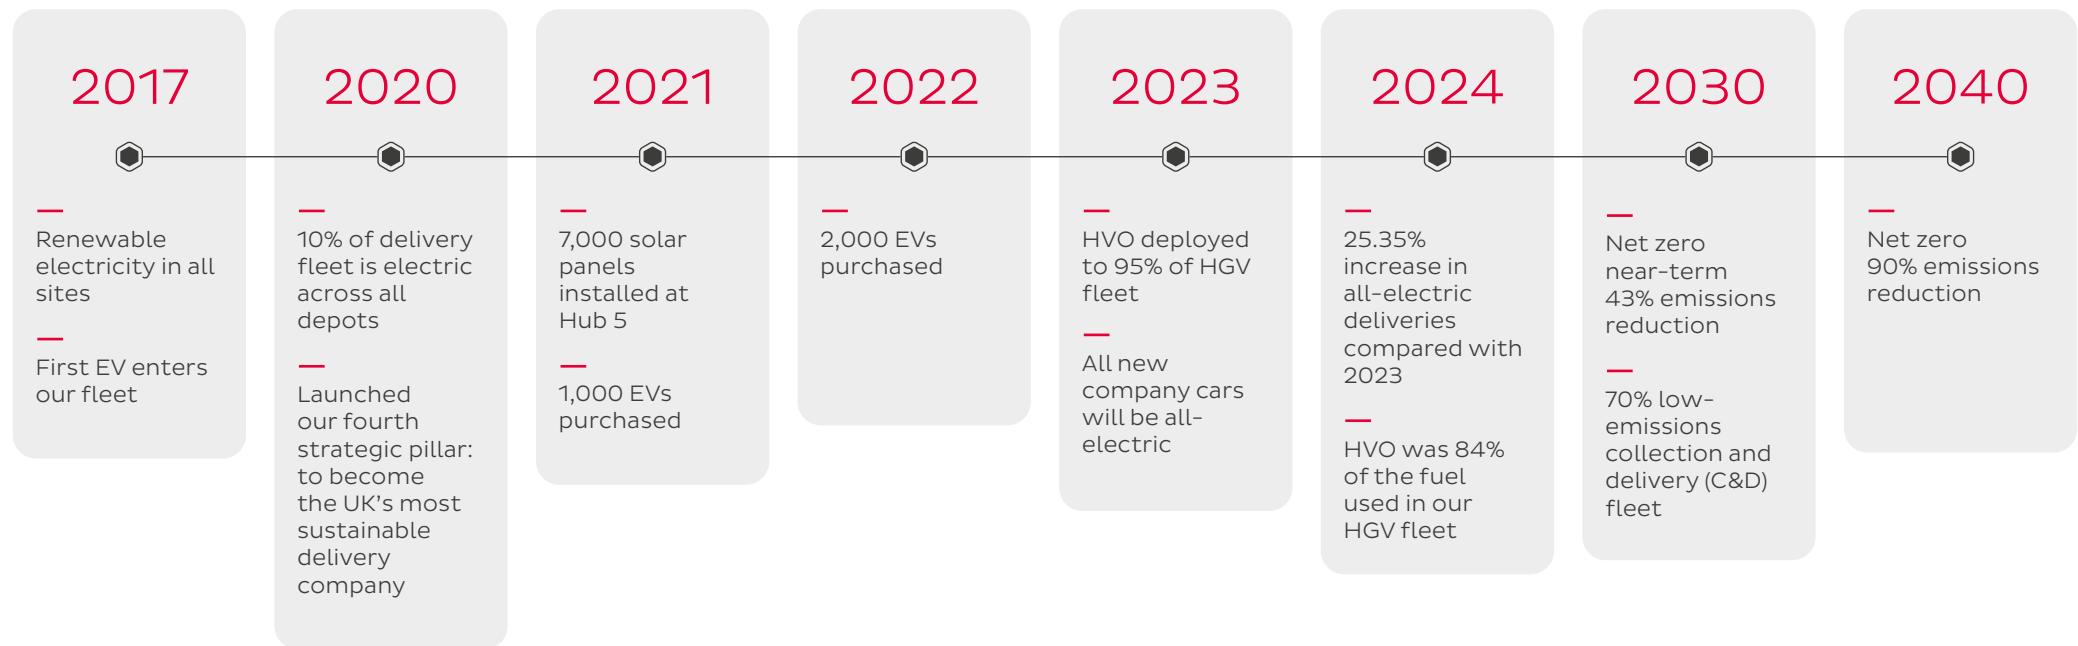 2017
Renewable
electricity in all
sites
First EV enters
our fleet
2020
10% of delivery
fleet is electric
across all
depots
Launched
our fourth
strategic pillar:
to become
the UK’s most
sustainable
delivery
company
2021
7,000 solar
panels
installed at
Hub 5
1,000 EVs
purchased
2022
2,000 EVs
purchased
2023
HVO deployed
to 95% of HGV
fleet
All new
company cars
will be all-
electric
2024
25.35%
increase in
all-electric
deliveries
compared with
2023
HVO was 84%
of the fuel
used in our
HGV fleet
2030
Net zero
near-term
43% emissions
reduction
70% low-
emissions
collection and
delivery (C&D)
fleet
2040
Net zero
90% emissions
reduction